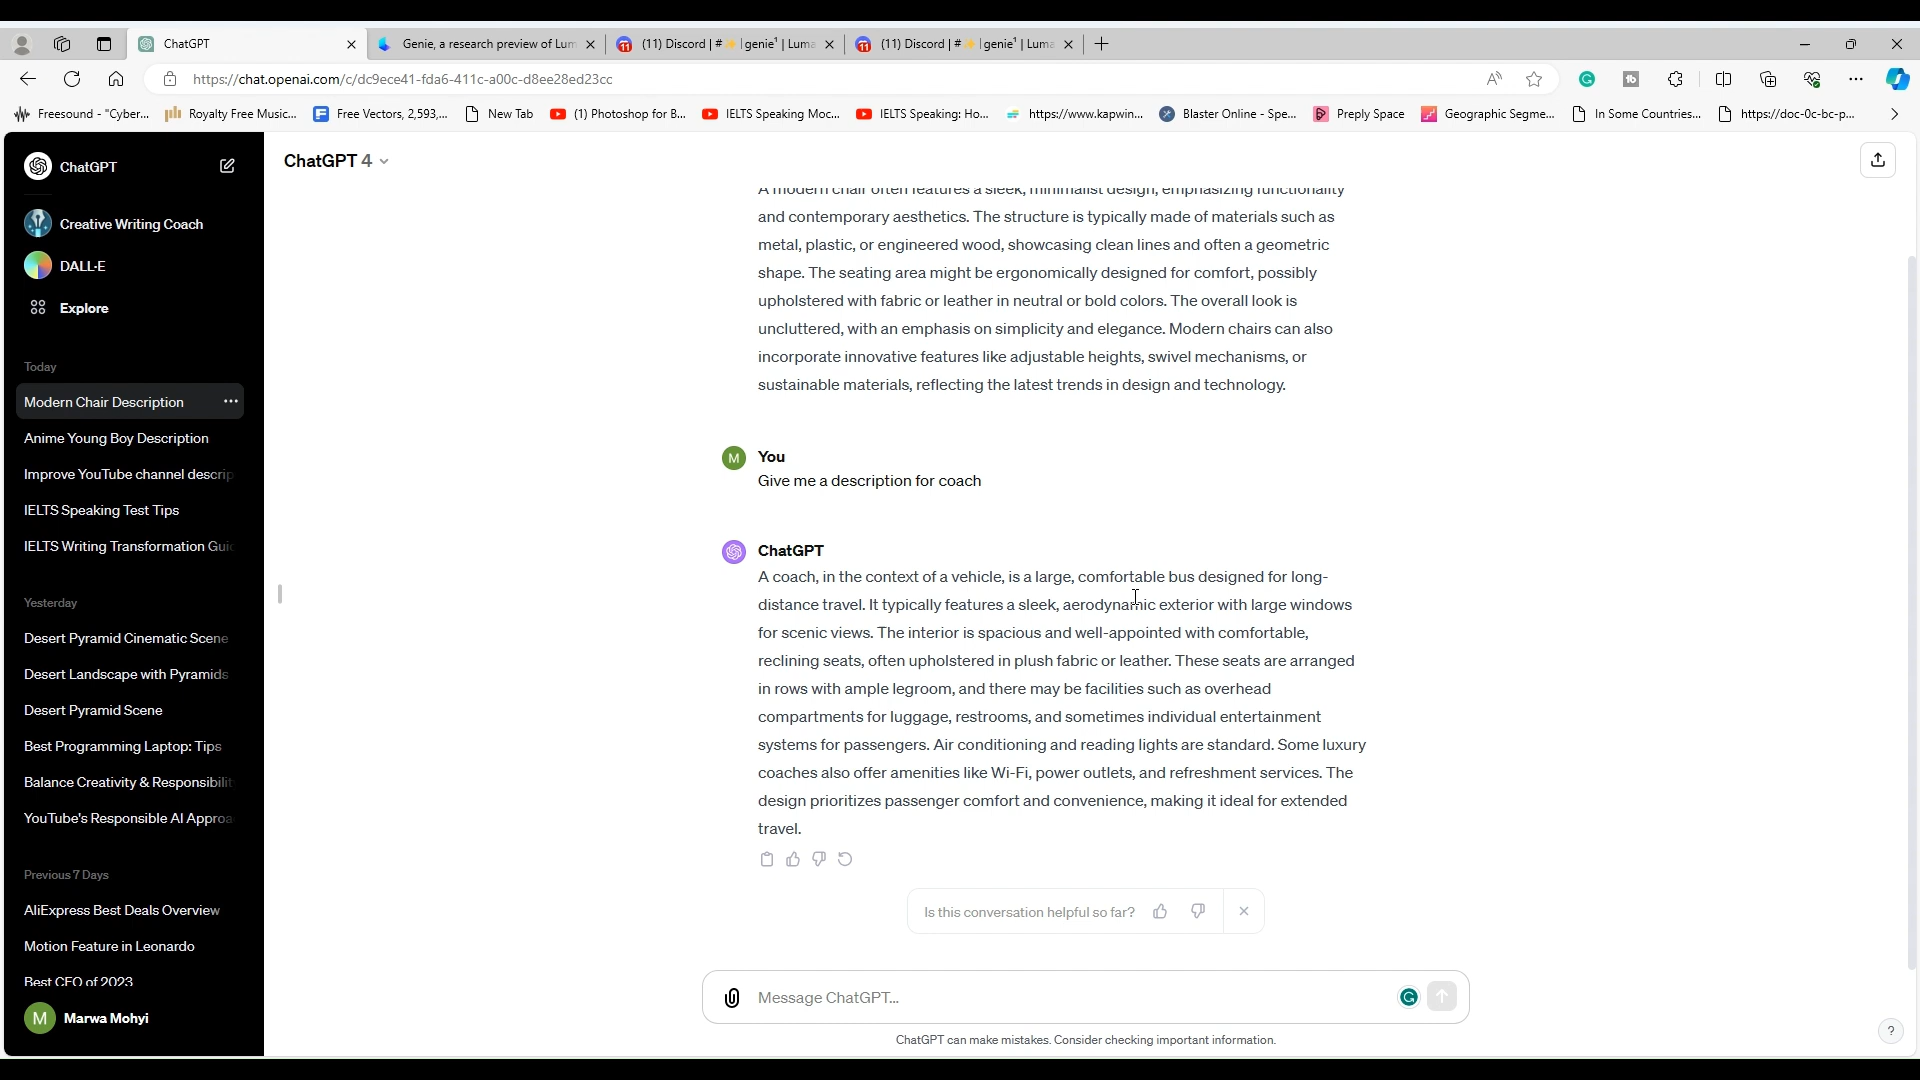 ChatGPT
Genie, a research preview of Lum
(11) Discord | #✨ | genie¹ | Luma
(11) Discord | #✨ | genie¹ | Luma
https://chat.openai.com/c/dc9ece41-fda6-411c-a00c-d8ee28ed23cc
Freesound - "Cyber...
Royalty Free Music...
Free Vectors, 2,593,...
New Tab
(1) Photoshop for B...
IELTS Speaking Moc...
IELTS Speaking: Ho...
https://www.kapwin...
Blaster Online - Spe...
Preply Space
Geographic Segme...
In Some Countries...
https://doc-0c-bc-p...
ChatGPT
Creative Writing Coach
DALL·E
Explore
Today
Modern Chair Description
Anime Young Boy Description
Improve YouTube channel descrip
IELTS Speaking Test Tips
IELTS Writing Transformation Gui
Yesterday
Desert Pyramid Cinematic Scene
Desert Landscape with Pyramids
Desert Pyramid Scene
Best Programming Laptop: Tips
Balance Creativity & Responsibilit
YouTube's Responsible AI Approa
Previous 7 Days
AliExpress Best Deals Overview
Motion Feature in Leonardo
Best CEO of 2023
M
Marwa Mohyi
ChatGPT 4
A modern chair often features a sleek, minimalist design, emphasizing functionality
and contemporary aesthetics. The structure is typically made of materials such as
metal, plastic, or engineered wood, showcasing clean lines and often a geometric
shape. The seating area might be ergonomically designed for comfort, possibly
upholstered with fabric or leather in neutral or bold colors. The overall look is
uncluttered, with an emphasis on simplicity and elegance. Modern chairs can also
incorporate innovative features like adjustable heights, swivel mechanisms, or
sustainable materials, reflecting the latest trends in design and technology.
M
You
Give me a description for coach
ChatGPT
A coach, in the context of a vehicle, is a large, comfortable bus designed for long-
distance travel. It typically features a sleek, aerodynamic exterior with large windows
for scenic views. The interior is spacious and well-appointed with comfortable,
reclining seats, often upholstered in plush fabric or leather. These seats are arranged
in rows with ample legroom, and there may be facilities such as overhead
compartments for luggage, restrooms, and sometimes individual entertainment
systems for passengers. Air conditioning and reading lights are standard. Some luxury
coaches also offer amenities like Wi-Fi, power outlets, and refreshment services. The
design prioritizes passenger comfort and convenience, making it ideal for extended
travel.
Is this conversation helpful so far?
Message ChatGPT...
ChatGPT can make mistakes. Consider checking important information.
?